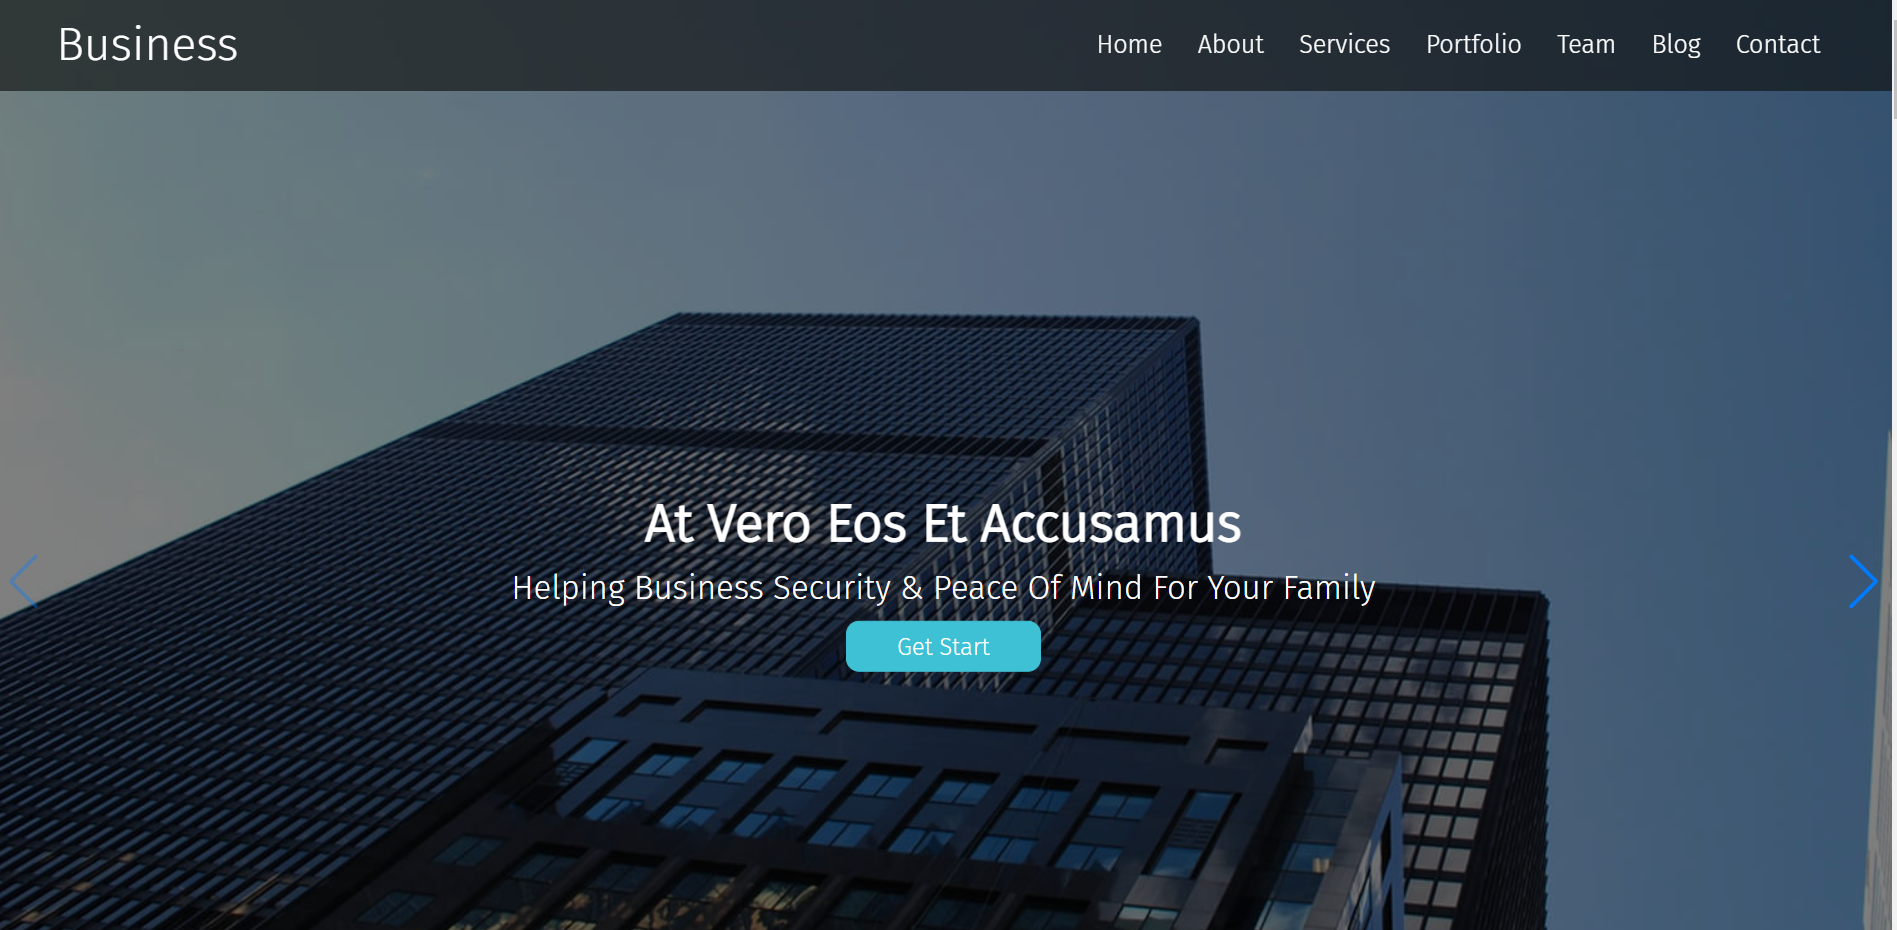 Business
Home About Services Portfolio Team Blog Contact
At Vero Eos Et Accusamus
Helping Business Security & Peace Of Mind For Your Family
Get Start